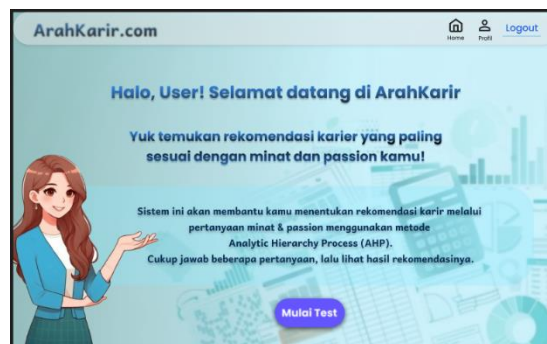 ArahKarir.com
Home
Profil
Logout
Halo, User! Selamat datang di ArahKarir
Yuk temukan rekomendasi karier yang paling
sesuai dengan minat dan passion kamu!
Sistem ini akan membantu kamu menentukan rekomendasi karir melalui
pertanyaan minat & passion menggunakan metode
Analytic Hierarchy Process (AHP).
Cukup jawab beberapa pertanyaan, lalu lihat hasil rekomendasinya.
Mulai Test